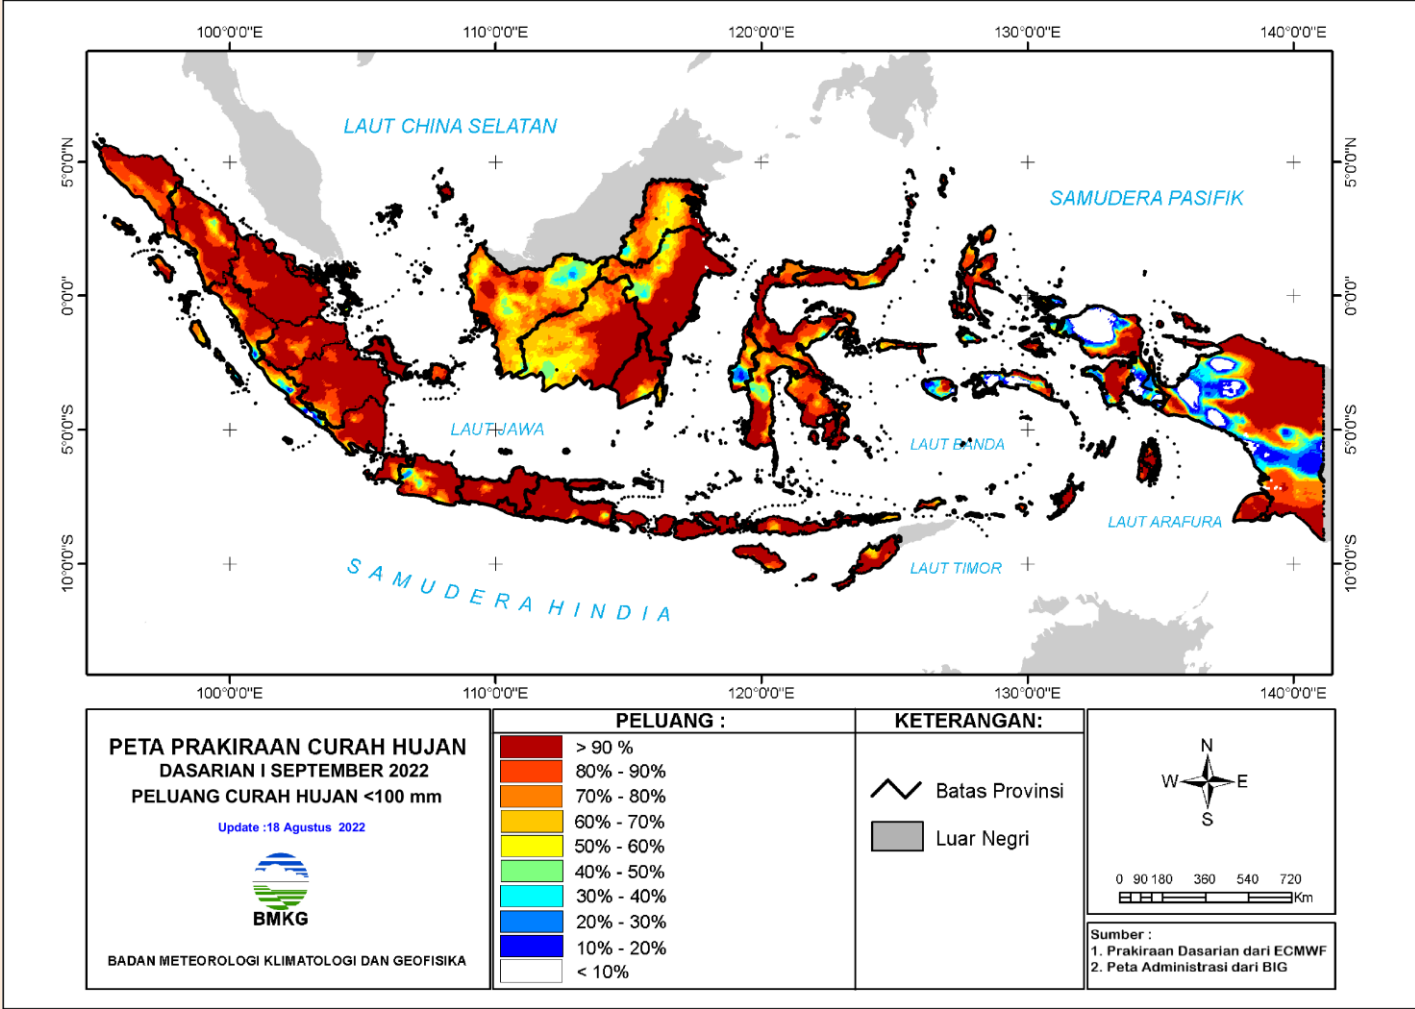 100°0'0"E 110°0'0"E 120°0'0"E 130°0'0"E 140°0'0"E
5°0'0"N 5°0'0"N
LAUT CHINA SELATAN
SAMUDERA PASIFIK
0°0'0" 0°0'0"
5°0'0"S 5°0'0"S
LAUT JAWA
LAUT BANDA
LAUT ARAFURA
10°0'0"S 10°0'0"S
LAUT TIMOR
SAMUDERA HINDIA
100°0'0"E 110°0'0"E 120°0'0"E 130°0'0"E 140°0'0"E
PETA PRAKIRAAN CURAH HUJAN
DASARIAN I SEPTEMBER 2022
PELUANG CURAH HUJAN <100 mm
Update :18 Agustus 2022
BMKG
BADAN METEOROLOGI KLIMATOLOGI DAN GEOFISIKA
PELUANG :
> 90 %
80% - 90%
70% - 80%
60% - 70%
50% - 60%
40% - 50%
30% - 40%
20% - 30%
10% - 20%
< 10%
KETERANGAN:
Batas Provinsi
Luar Negri
N
W E
S
0 90 180 360 540 720
Km
Sumber :
1. Prakiraan Dasarian dari ECMWF
2. Peta Administrasi dari BIG